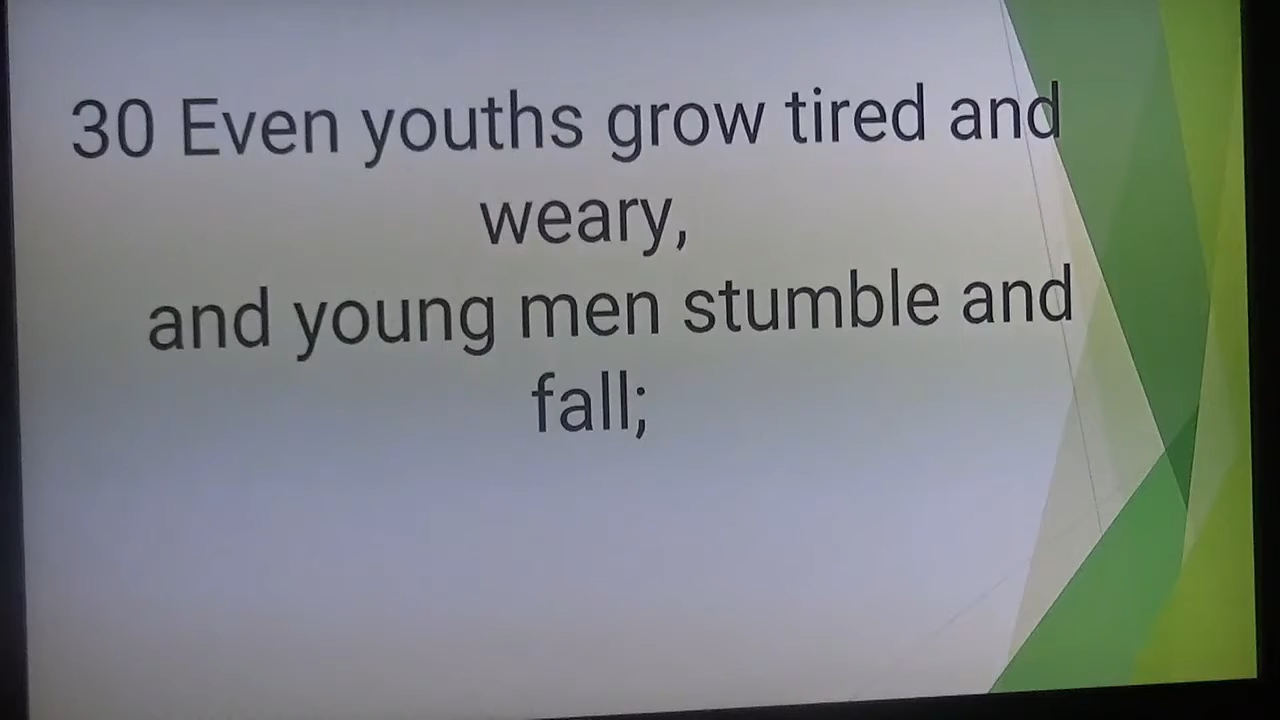 30 Even youths grow tired and
weary,
and young men stumble and
fall;